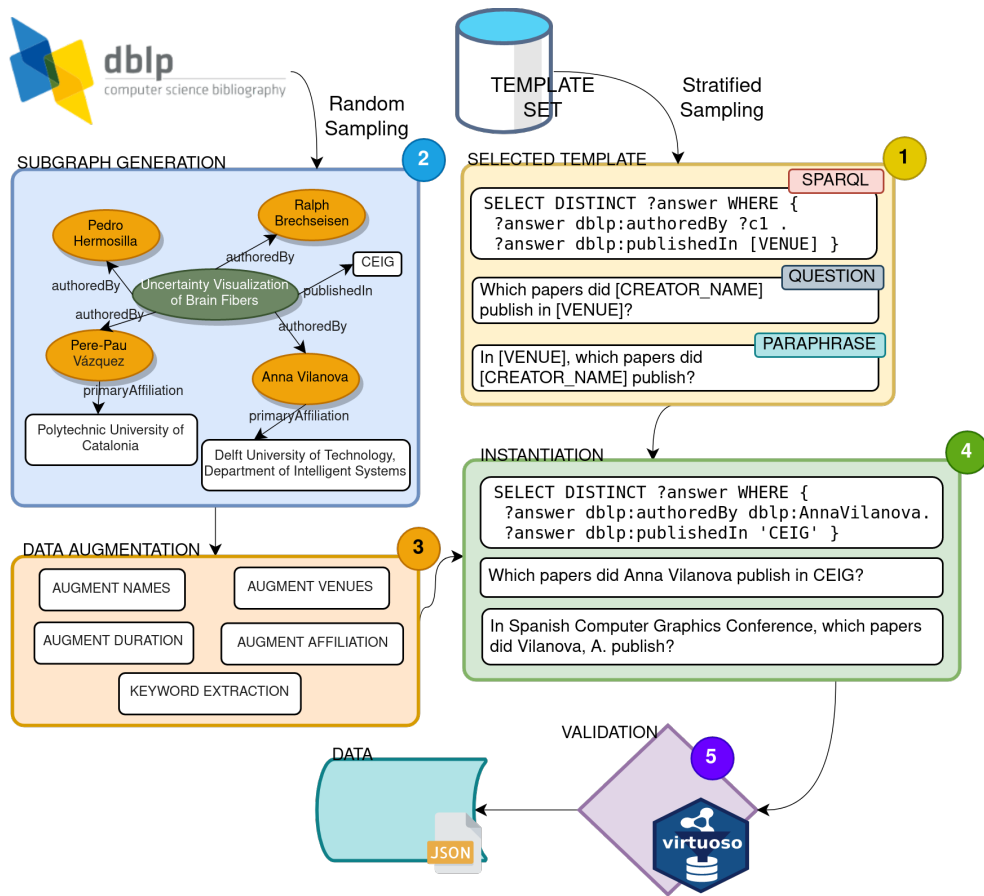 dblp
computer science bibliography
Random
Sampling
TEMPLATE
SET
Stratified
Sampling
SUBGRAPH GENERATION
2
Pedro
Hermosilla
Ralph
Brechseisen
authoredBy
CEIG
authoredBy
Uncertainty Visualization
of Brain Fibers
publishedIn
authoredBy
authoredBy
Pere-Pau
Vázquez
Anna Vilanova
primaryAffiliation
primaryAffiliation
Polytechnic University of
Catalonia
Delft University of Technology,
Department of Intelligent Systems
SELECTED TEMPLATE
1
SPARQL
SELECT DISTINCT ?answer WHERE {
?answer dblp:authoredBy ?c1 .
?answer dblp:publishedIn [VENUE] }
QUESTION
Which papers did [CREATOR_NAME]
publish in [VENUE]?
PARAPHRASE
In [VENUE], which papers did
[CREATOR_NAME] publish?
DATA AUGMENTATION
3
AUGMENT NAMES
AUGMENT VENUES
AUGMENT DURATION
AUGMENT AFFILIATION
KEYWORD EXTRACTION
INSTANTIATION
4
SELECT DISTINCT ?answer WHERE {
?answer dblp:authoredBy dblp:AnnaVilanova.
?answer dblp:publishedIn 'CEIG' }
Which papers did Anna Vilanova publish in CEIG?
In Spanish Computer Graphics Conference, which papers
did Vilanova, A. publish?
VALIDATION
5
virtuoso
DATA
JSON